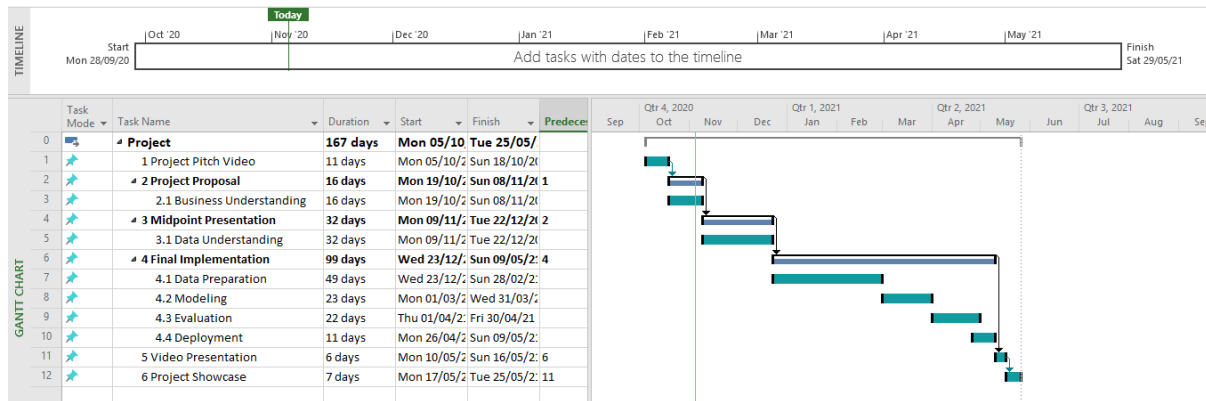 Today
Oct '20 Nov '20 Dec '20 Jan '21 Feb '21 Mar '21 Apr '21 May '21
Start
Mon 28/09/20
Add tasks with dates to the timeline
Finish
Sat 29/05/21
TIMELINE
GANTT CHART
Task Mode Task Name Duration Start Finish Predeces
Qtr 4, 2020 Qtr 1, 2021 Qtr 2, 2021 Qtr 3, 2021
Sep Oct Nov Dec Jan Feb Mar Apr May Jun Jul Aug Se
0 Project 167 days Mon 05/10 Tue 25/05/
1 1 Project Pitch Video 11 days Mon 05/10/2 Sun 18/10/20
2 2 Project Proposal 16 days Mon 19/10/2 Sun 08/11/20 1
3 2.1 Business Understanding 16 days Mon 19/10/2 Sun 08/11/20
4 3 Midpoint Presentation 32 days Mon 09/11/2 Tue 22/12/20 2
5 3.1 Data Understanding 32 days Mon 09/11/2 Tue 22/12/20
6 4 Final Implementation 99 days Wed 23/12/ Sun 09/05/21 4
7 4.1 Data Preparation 49 days Wed 23/12/ Sun 28/02/21
8 4.2 Modeling 23 days Mon 01/03/2 Wed 31/03/2
9 4.3 Evaluation 22 days Thu 01/04/21 Fri 30/04/21
10 4.4 Deployment 11 days Mon 26/04/2 Sun 09/05/21
11 5 Video Presentation 6 days Mon 10/05/2 Sun 16/05/21 6
12 6 Project Showcase 7 days Mon 17/05/2 Tue 25/05/21 11